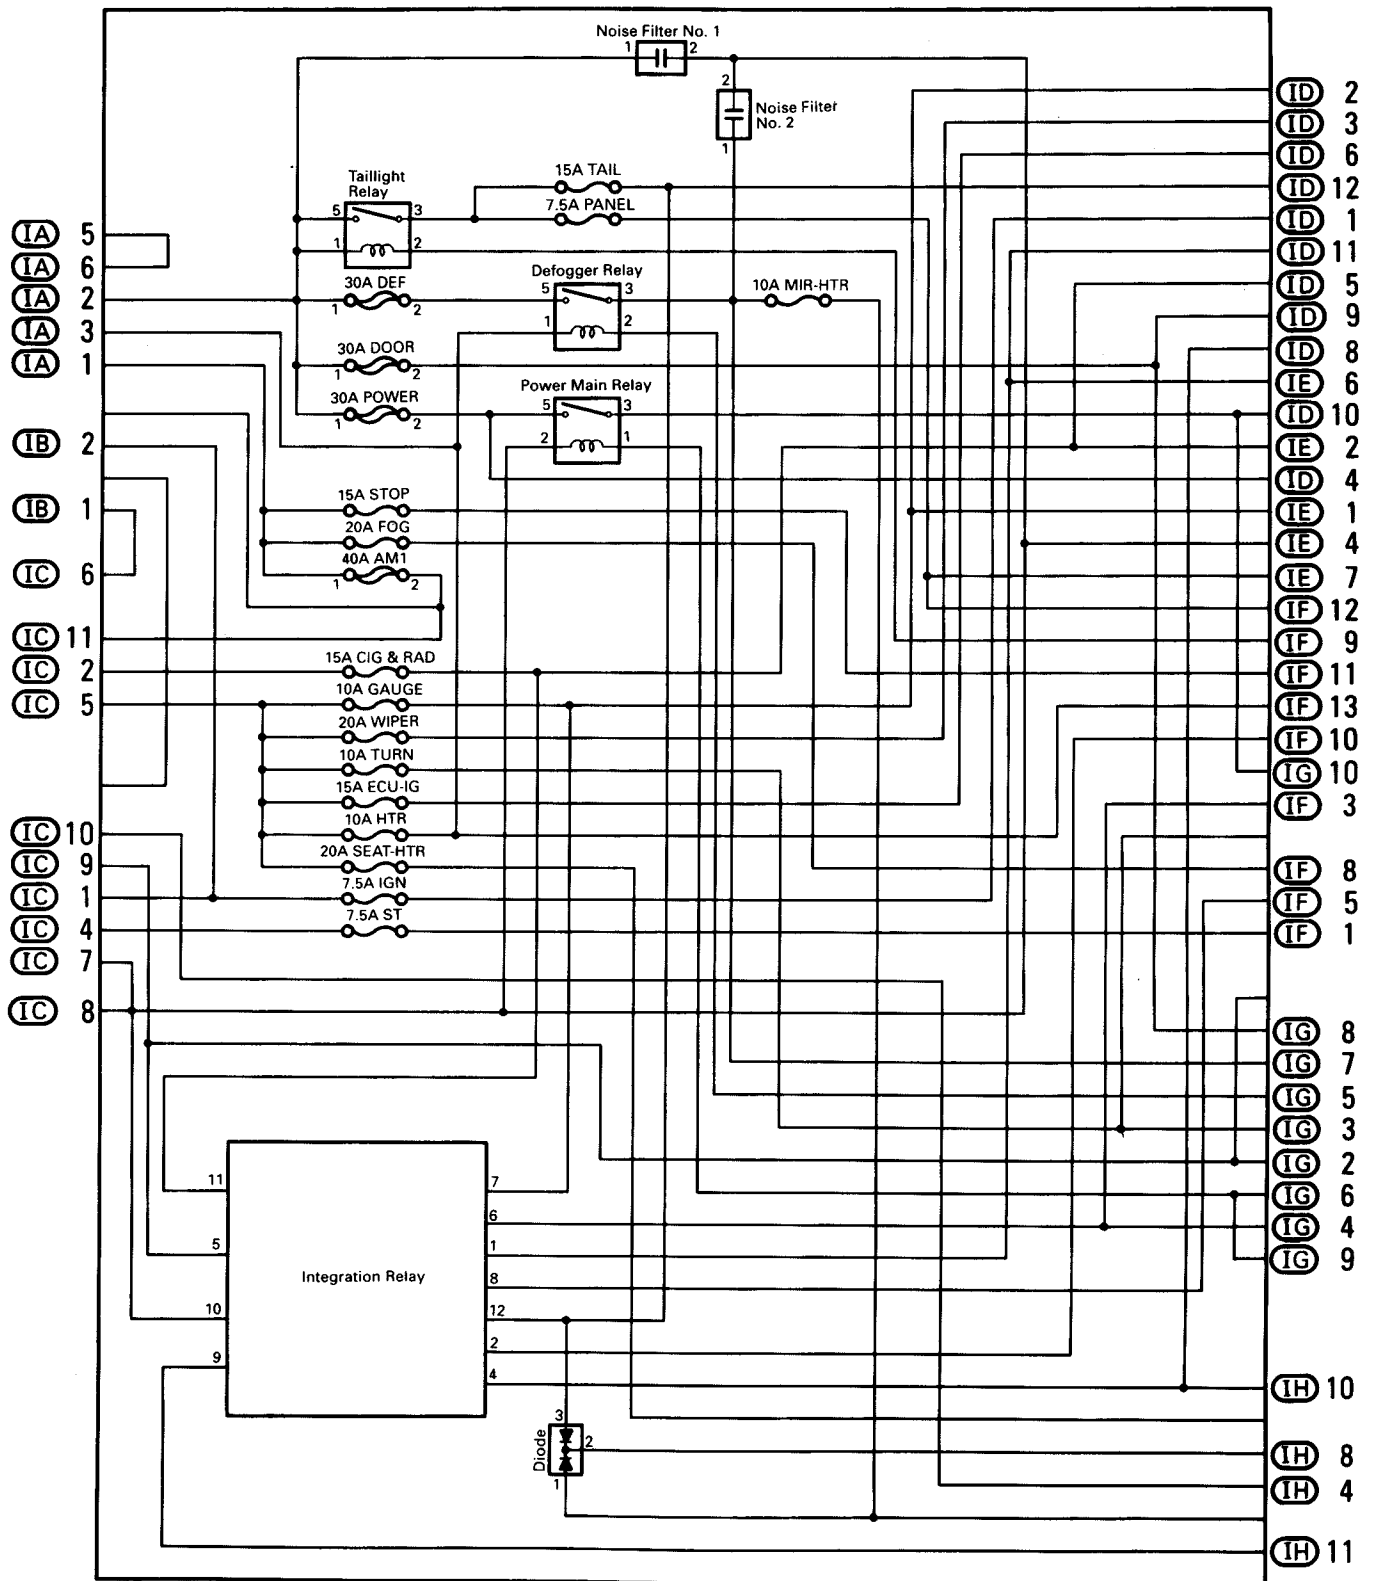 Noise Filter No. 1
1 2
2
Noise Filter
No. 2
1
ID 2
ID 3
ID 6
15A TAIL
ID 12
Taillight
Relay
7.5A PANEL
5 3
ID 1
IA 5
1 2
ID 11
IA 6
30A DEF
Defogger Relay
10A MIR-HTR
ID 5
IA 2
1 2
5 3
ID 9
IA 3
1 2
30A DOOR
ID 8
IA 1
1 2
Power Main Relay
IE 6
30A POWER
1 2
5 3
ID 10
IB 2
2 1
IE 2
ID 4
15A STOP
IB 1
IE 1
20A FOG
IE 4
40A AM1
IC 6
1 2
IE 7
IF 12
IC 11
IF 9
15A CIG & RAD
IC 2
IF 11
10A GAUGE
IC 5
IF 13
20A WIPER
IF 10
10A TURN
IG 10
15A ECU-IG
IF 3
10A HTR
IC 10
20A SEAT-HTR
IC 9
IF 8
7.5A IGN
IC 1
IF 5
7.5A ST
IC 4
IF 1
IC 7
IC 8
IG 8
IG 7
IG 5
IG 3
IG 2
11 7
IG 6
6
IG 4
5 1
IG 9
Integration Relay
8
10 12
2
9 4
IH 10
3
Diode
2
IH 8
1
IH 4
IH 11